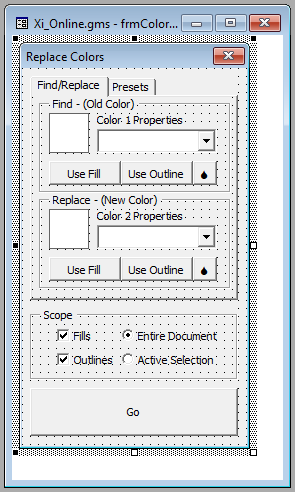 Xi_Online.gms - frmColor...
Replace Colors
Find/Replace Presets
Find - (Old Color)
Color 1 Properties
Use Fill Use Outline
Replace - (New Color)
Color 2 Properties
Use Fill Use Outline
Scope
Fills Entire Document
Outlines Active Selection
Go